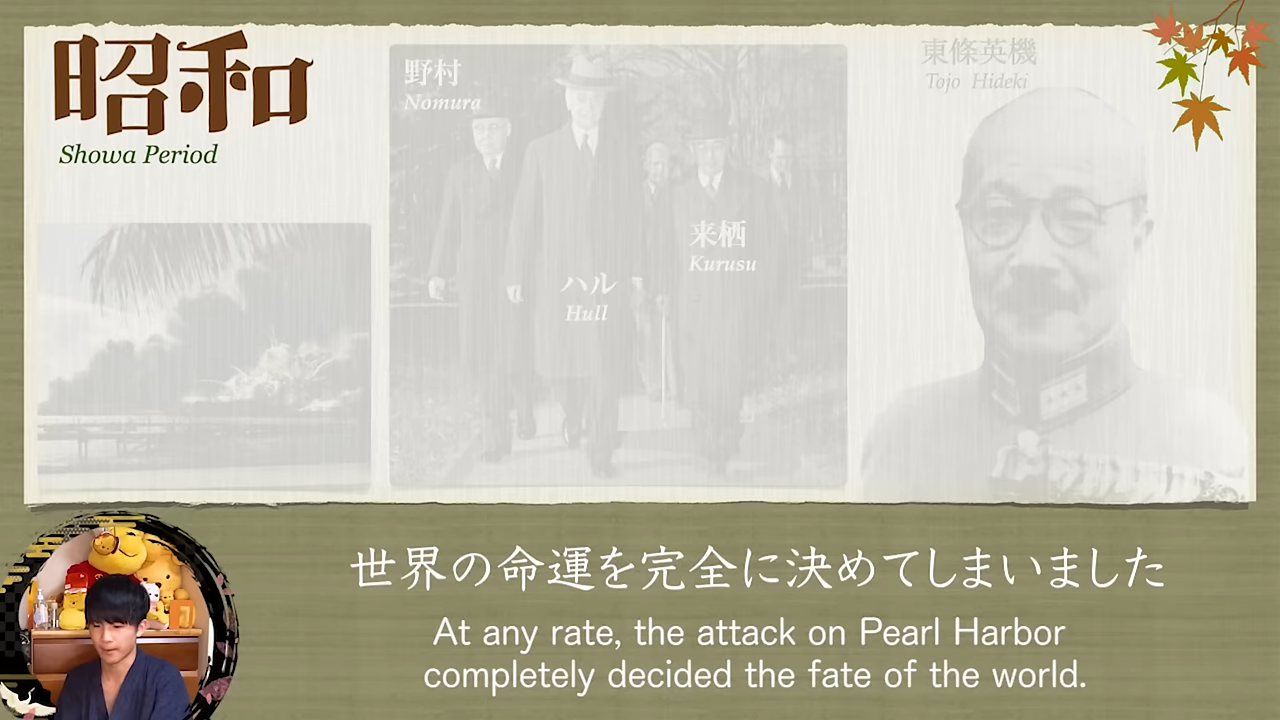 昭和
Showa Period
野村
Nomura
ハル
Hull
来栖
Kurusu
東條英機
Tojo Hideki
世界の命運を完全に決めてしまいました
At any rate, the attack on Pearl Harbor
completely decided the fate of the world.